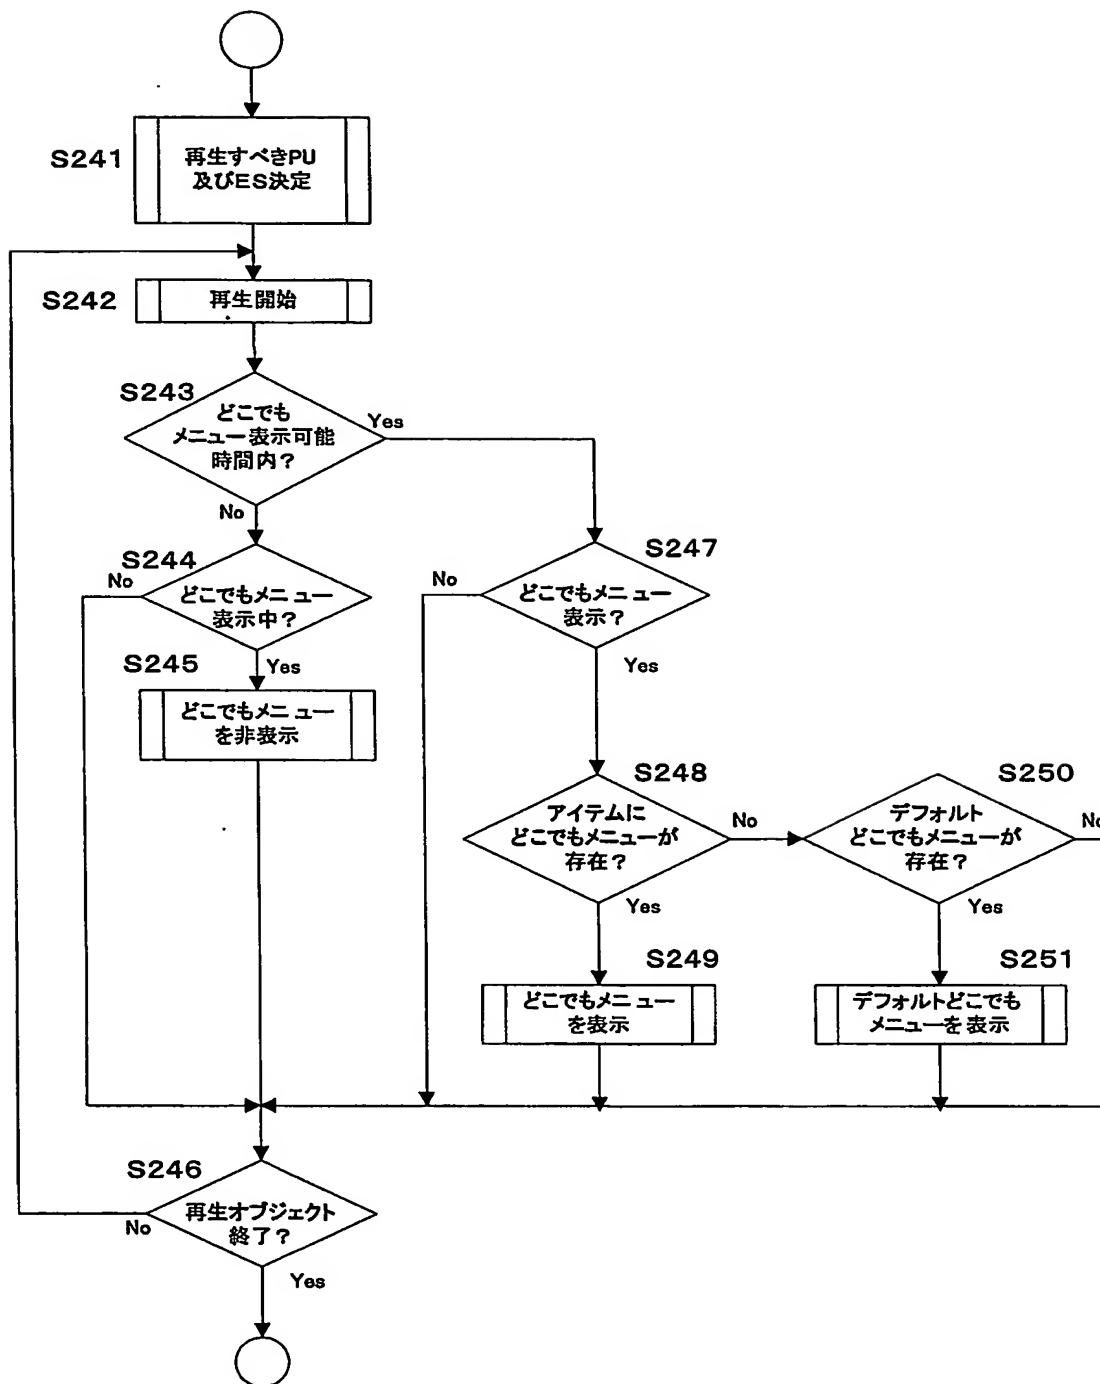 S241
再生すべきPU
及びES決定
S242
再生開始
S243
どこでも
メニュー表示可能
時間内？
Yes
No
S244
No
どこでもメニュー
表示中？
S245
Yes
どこでもメニュー
を非表示
S247
No
どこでもメニュー
表示？
Yes
S248
アイテムに
どこでもメニューが
存在？
No
Yes
S250
デフォルト
どこでもメニューが
存在？
No
Yes
S249
どこでもメニュー
を表示
S251
デフォルトどこでも
メニューを表示
S246
再生オブジェクト
終了？
No
Yes